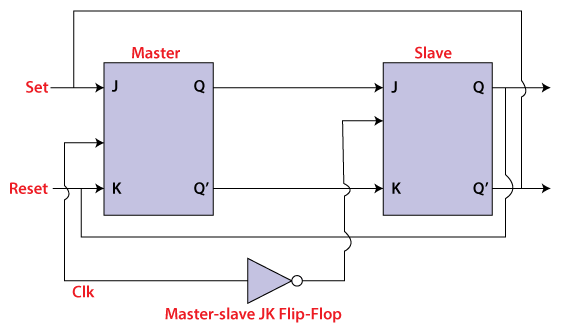 Master
Slave
Set
J
Q
J
Q
Reset
K
Q'
K
Q'
Clk
Master-slave JK Flip-Flop